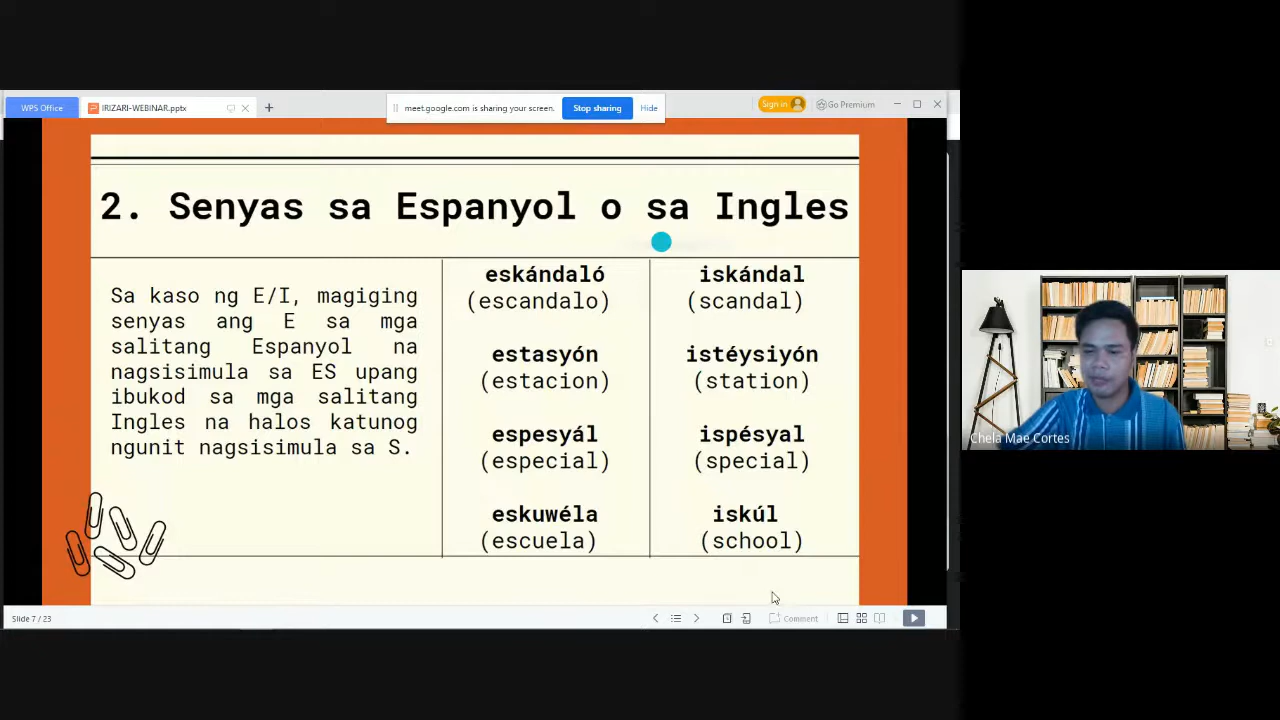 WPS Office
IRIZARI-WEBINAR.pptx
meet.google.com is sharing your screen.
Stop sharing
Hide
Sign in
Go Premium
2. Senyas sa Espanyol o sa Ingles
Sa kaso ng E/I, magiging
senyas ang E sa mga
salitang Espanyol na
nagsisimula sa ES upang
ibukod sa mga salitang
Ingles na halos katunog
ngunit nagsisimula sa S.
eskándaló
(escandalo)
estasyón
(estacion)
espesyál
(especial)
eskuwéla
(escuela)
iskándal
(scandal)
istéysiyón
(station)
ispésyal
(special)
iskúl
(school)
Slide 7 / 23
Comment
Chela Mae Cortes